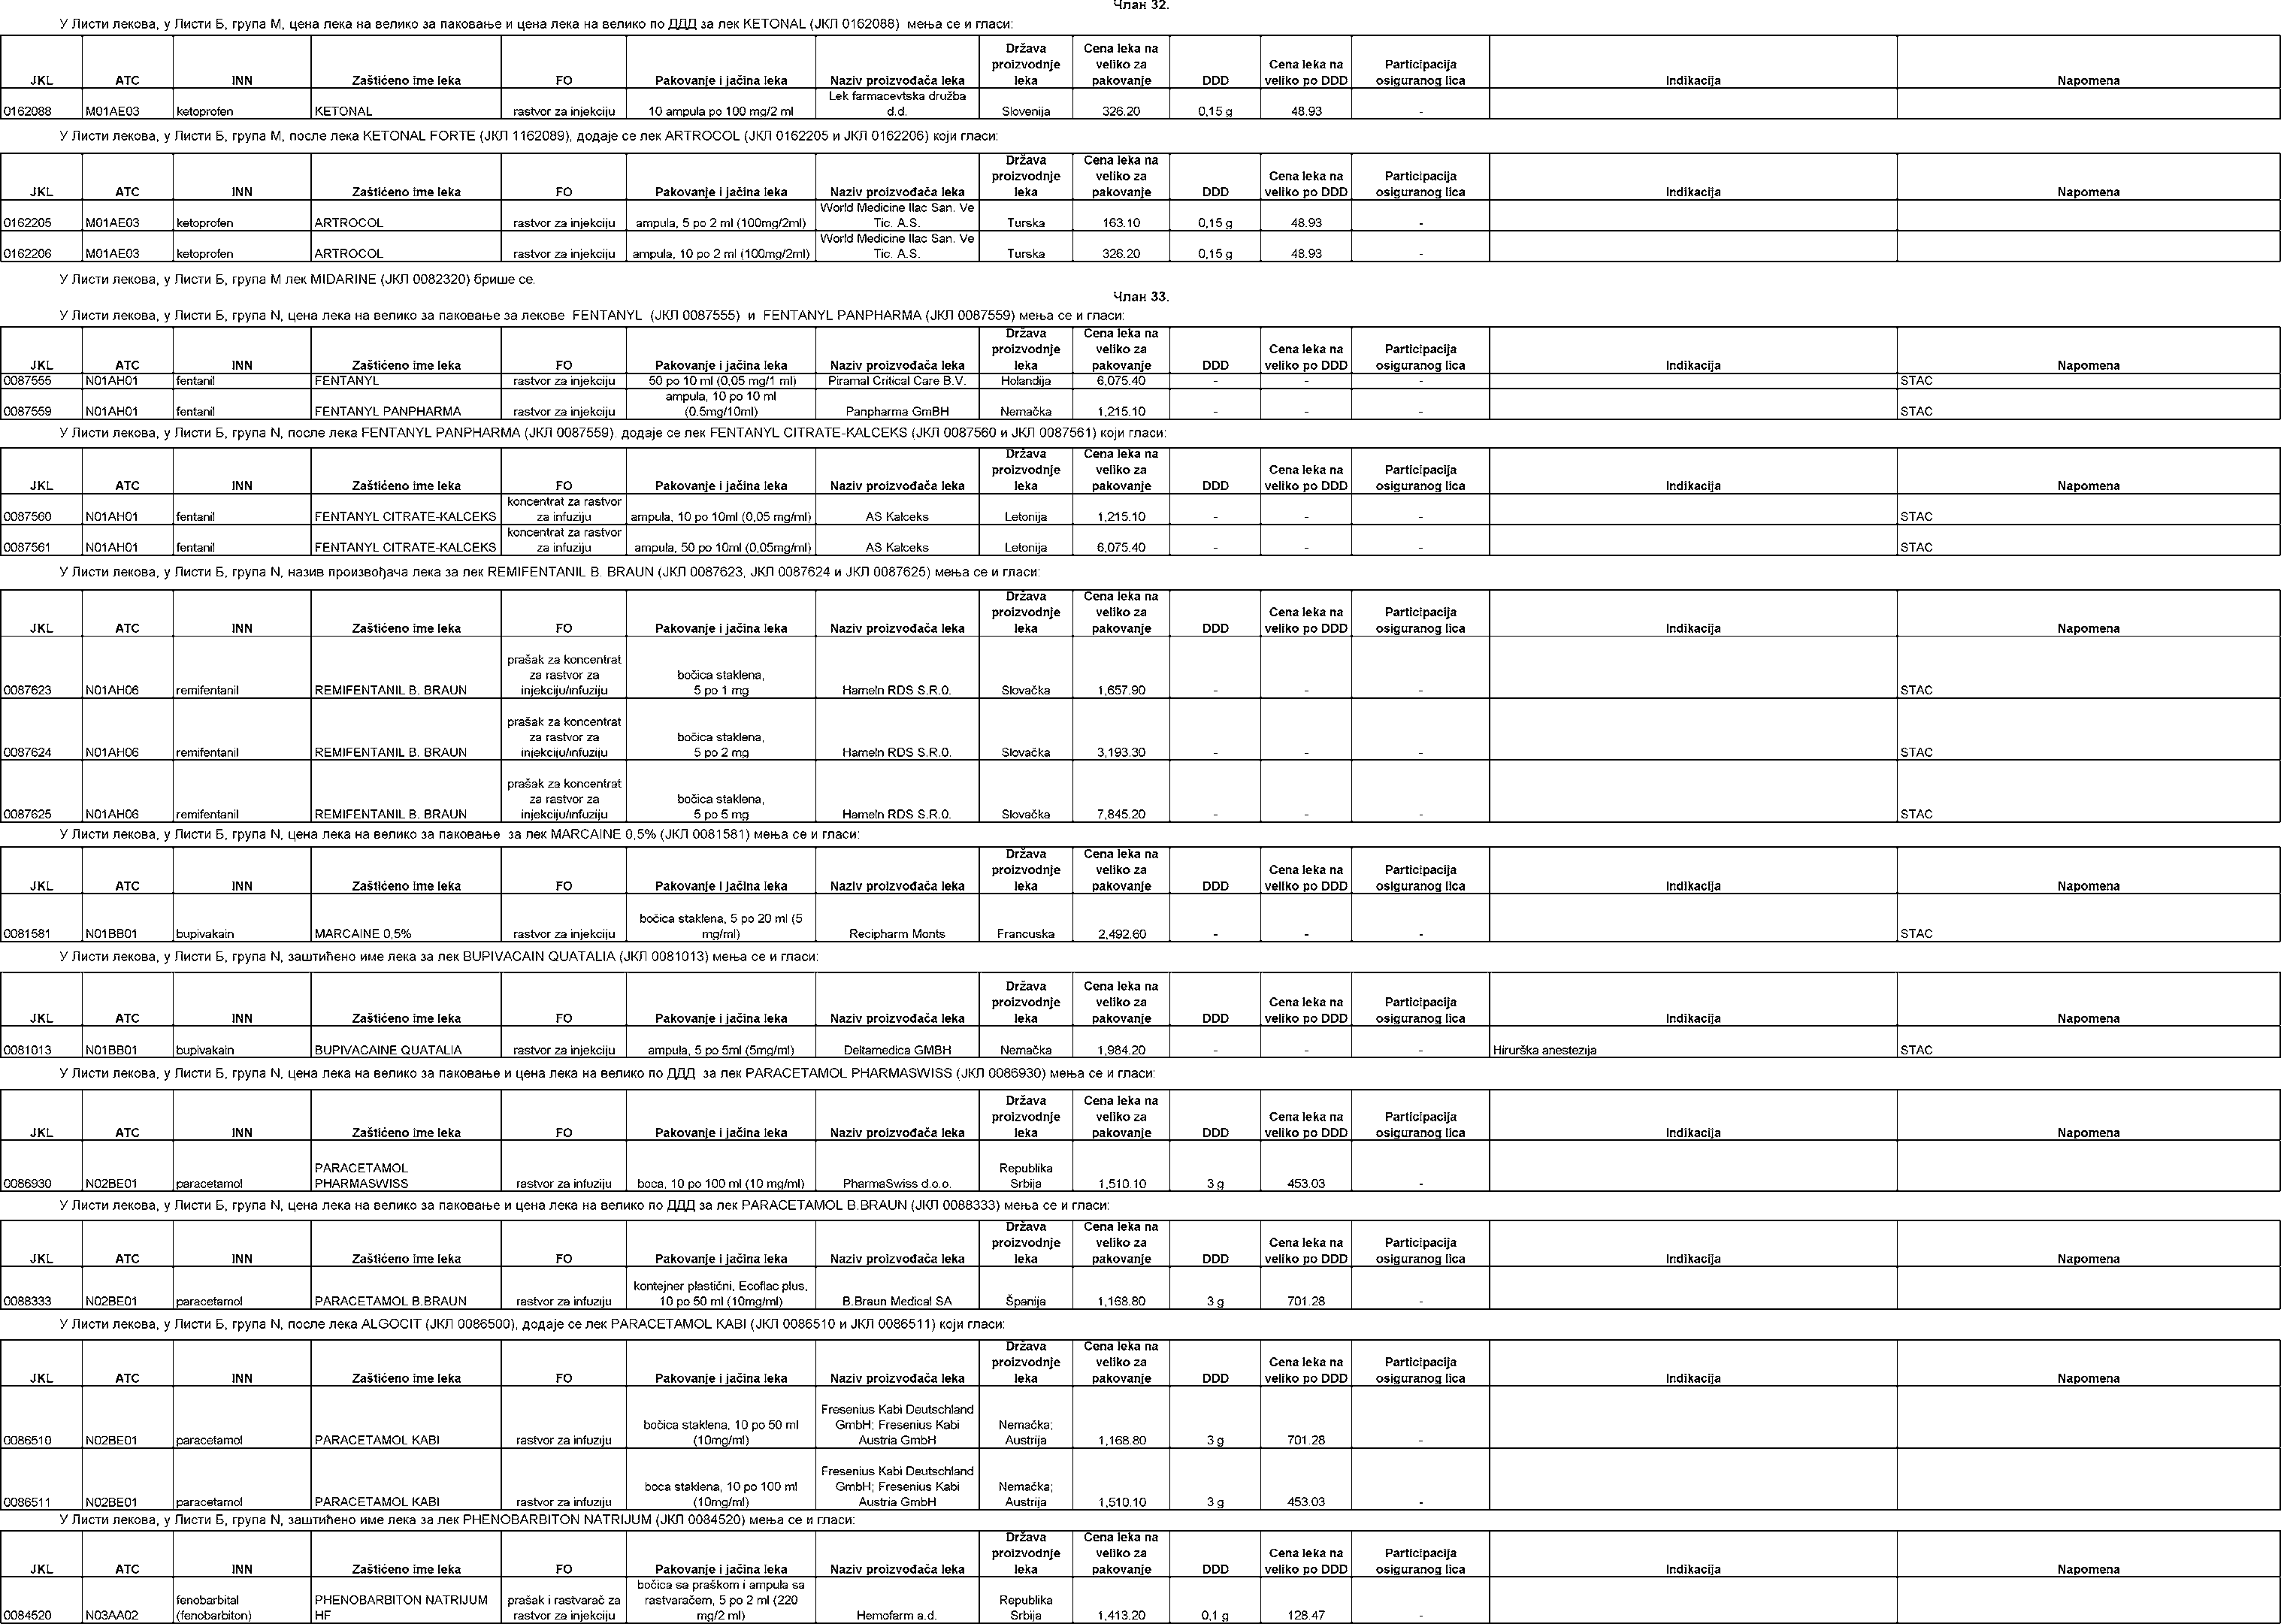 Члан 32.
У Листи лекова, у Листи Б, група М, цена лека на велико за паковање и цена лека на велико по ДДД за лек KETONAL (ЈКЛ 0162088) мења се и гласи:
JKL ATC INN Zaštićeno ime leka FO Pakovanje i jačina leka Naziv proizvođača leka Država proizvodnje leka Cena leka na veliko za pakovanje DDD Cena leka na veliko po DDD Participacija osiguranog lica Indikacija Napomena
0162088 M01AE03 ketoprofen KETONAL rastvor za injekciju 10 ampula po 100 mg/2 ml Lek farmacevtska družba d.d. Slovenija 326.20 0,15 g 48.93 -
У Листи лекова, у Листи Б, група М, после лека KETONAL FORTE (ЈКЛ 1162089), додаје се лек ARTROCOL (ЈКЛ 0162205 и ЈКЛ 0162206) који гласи:
JKL ATC INN Zaštićeno ime leka FO Pakovanje i jačina leka Naziv proizvođača leka Država proizvodnje leka Cena leka na veliko za pakovanje DDD Cena leka na veliko po DDD Participacija osiguranog lica Indikacija Napomena
0162205 M01AE03 ketoprofen ARTROCOL rastvor za injekciju ampula, 5 po 2 ml (100mg/2ml) World Medicine Ilac San. Ve Tic. A.S. Turska 163.10 0,15 g 48.93 -
0162206 M01AE03 ketoprofen ARTROCOL rastvor za injekciju ampula, 10 po 2 ml (100mg/2ml) World Medicine Ilac San. Ve Tic. A.S. Turska 326.20 0,15 g 48.93 -
У Листи лекова, у Листи Б, група М лек MIDARINE (ЈКЛ 0082320) брише се.
Члан 33.
У Листи лекова, у Листи Б, група N, цена лека на велико за паковање за лекове FENTANYL (ЈКЛ 0087555) и FENTANYL PANPHARMA (ЈКЛ 0087559) мења се и гласи:
JKL ATC INN Zaštićeno ime leka FO Pakovanje i jačina leka Naziv proizvođača leka Država proizvodnje leka Cena leka na veliko za pakovanje DDD Cena leka na veliko po DDD Participacija osiguranog lica Indikacija Napomena
0087555 N01AH01 fentanil FENTANYL rastvor za injekciju 50 po 10 ml (0,05 mg/1 ml) Piramal Critical Care B.V. Holandija 6,075.40 - - - STAC
0087559 N01AH01 fentanil FENTANYL PANPHARMA rastvor za injekciju ampula, 10 po 10 ml (0.5mg/10ml) Panpharma GmBH Nemačka 1,215.10 - - - STAC
У Листи лекова, у Листи Б, група N, после лека FENTANYL PANPHARMA (ЈКЛ 0087559), додаје се лек FENTANYL CITRATE-KALCEKS (ЈКЛ 0087560 и ЈКЛ 0087561) који гласи:
JKL ATC INN Zaštićeno ime leka FO Pakovanje i jačina leka Naziv proizvođača leka Država proizvodnje leka Cena leka na veliko za pakovanje DDD Cena leka na veliko po DDD Participacija osiguranog lica Indikacija Napomena
0087560 N01AH01 fentanil FENTANYL CITRATE-KALCEKS koncentrat za rastvor za infuziju ampula, 10 po 10ml (0,05 mg/ml) AS Kalceks Letonija 1,215.10 - - - STAC
0087561 N01AH01 fentanil FENTANYL CITRATE-KALCEKS koncentrat za rastvor za infuziju ampula, 50 po 10ml (0,05mg/ml) AS Kalceks Letonija 6,075.40 - - - STAC
У Листи лекова, у Листи Б, група N, назив произвођача лека за лек REMIFENTANIL B. BRAUN (ЈКЛ 0087623, ЈКЛ 0087624 и ЈКЛ 0087625) мења се и гласи:
JKL ATC INN Zaštićeno ime leka FO Pakovanje i jačina leka Naziv proizvođača leka Država proizvodnje leka Cena leka na veliko za pakovanje DDD Cena leka na veliko po DDD Participacija osiguranog lica Indikacija Napomena
0087623 N01AH06 remifentanil REMIFENTANIL B. BRAUN prašak za koncentrat za rastvor za injekciju/infuziju bočica staklena, 5 po 1 mg Hameln RDS S.R.0. Slovačka 1,657.90 - - - STAC
0087624 N01AH06 remifentanil REMIFENTANIL B. BRAUN prašak za koncentrat za rastvor za injekciju/infuziju bočica staklena, 5 po 2 mg Hameln RDS S.R.0. Slovačka 3,193.30 - - - STAC
0087625 N01AH06 remifentanil REMIFENTANIL B. BRAUN prašak za koncentrat za rastvor za injekciju/infuziju bočica staklena, 5 po 5 mg Hameln RDS S.R.0. Slovačka 7,845.20 - - - STAC
У Листи лекова, у Листи Б, група N, цена лека на велико за паковање за лек MARCAINE 0,5% (ЈКЛ 0081581) мења се и гласи:
JKL ATC INN Zaštićeno ime leka FO Pakovanje i jačina leka Naziv proizvođača leka Država proizvodnje leka Cena leka na veliko za pakovanje DDD Cena leka na veliko po DDD Participacija osiguranog lica Indikacija Napomena
0081581 N01BB01 bupivakain MARCAINE 0,5% rastvor za injekciju bočica staklena, 5 po 20 ml (5 mg/ml) Recipharm Monts Francuska 2,492.60 - - - STAC
У Листи лекова, у Листи Б, група N, заштићено име лека за лек BUPIVACAIN QUATALIA (ЈКЛ 0081013) мења се и гласи:
JKL ATC INN Zaštićeno ime leka FO Pakovanje i jačina leka Naziv proizvođača leka Država proizvodnje leka Cena leka na veliko za pakovanje DDD Cena leka na veliko po DDD Participacija osiguranog lica Indikacija Napomena
0081013 N01BB01 bupivakain BUPIVACAINE QUATALIA rastvor za injekciju ampula, 5 po 5ml (5mg/ml) Deltamedica GMBH Nemačka 1,984.20 - - - Hirurška anestezija STAC
У Листи лекова, у Листи Б, група N, цена лека на велико за паковање и цена лека на велико по ДДД за лек PARACETAMOL PHARMASWISS (ЈКЛ 0086930) мења се и гласи:
JKL ATC INN Zaštićeno ime leka FO Pakovanje i jačina leka Naziv proizvođača leka Država proizvodnje leka Cena leka na veliko za pakovanje DDD Cena leka na veliko po DDD Participacija osiguranog lica Indikacija Napomena
0086930 N02BE01 paracetamol PARACETAMOL PHARMASWISS rastvor za infuziju boca, 10 po 100 ml (10 mg/ml) PharmaSwiss d.o.o. Republika Srbija 1,510.10 3 g 453.03 -
У Листи лекова, у Листи Б, група N, цена лека на велико за паковање и цена лека на велико по ДДД за лек PARACETAMOL B.BRAUN (ЈКЛ 0088333) мења се и гласи:
JKL ATC INN Zaštićeno ime leka FO Pakovanje i jačina leka Naziv proizvođača leka Država proizvodnje leka Cena leka na veliko za pakovanje DDD Cena leka na veliko po DDD Participacija osiguranog lica Indikacija Napomena
0088333 N02BE01 paracetamol PARACETAMOL B.BRAUN rastvor za infuziju kontejner plastični, Ecoflac plus, 10 po 50 ml (10mg/ml) B.Braun Medical SA Španija 1,168.80 3 g 701.28 -
У Листи лекова, у Листи Б, група N, после лека ALGOCIT (ЈКЛ 0086500), додаје се лек PARACETAMOL KABI (ЈКЛ 0086510 и ЈКЛ 0086511) који гласи:
JKL ATC INN Zaštićeno ime leka FO Pakovanje i jačina leka Naziv proizvođača leka Država proizvodnje leka Cena leka na veliko za pakovanje DDD Cena leka na veliko po DDD Participacija osiguranog lica Indikacija Napomena
0086510 N02BE01 paracetamol PARACETAMOL KABI rastvor za infuziju bočica staklena, 10 po 50 ml (10mg/ml) Fresenius Kabi Deutschland GmbH; Fresenius Kabi Austria GmbH Nemačka; Austrija 1,168.80 3 g 701.28 -
0086511 N02BE01 paracetamol PARACETAMOL KABI rastvor za infuziju boca staklena, 10 po 100 ml (10mg/ml) Fresenius Kabi Deutschland GmbH; Fresenius Kabi Austria GmbH Nemačka; Austrija 1,510.10 3 g 453.03 -
У Листи лекова, у Листи Б, група N, заштићено име лека за лек PHENOBARBITON NATRIJUM (ЈКЛ 0084520) мења се и гласи:
JKL ATC INN Zaštićeno ime leka FO Pakovanje i jačina leka Naziv proizvođača leka Država proizvodnje leka Cena leka na veliko za pakovanje DDD Cena leka na veliko po DDD Participacija osiguranog lica Indikacija Napomena
0084520 N03AA02 fenobarbital (fenobarbiton) PHENOBARBITON NATRIJUM HF prašak i rastvarač za rastvor za injekciju bočica sa praškom i ampula sa rastvaračem, 5 po 2 ml (220 mg/2 ml) Hemofarm a.d. Republika Srbija 1,413.20 0,1 g 128.47 -